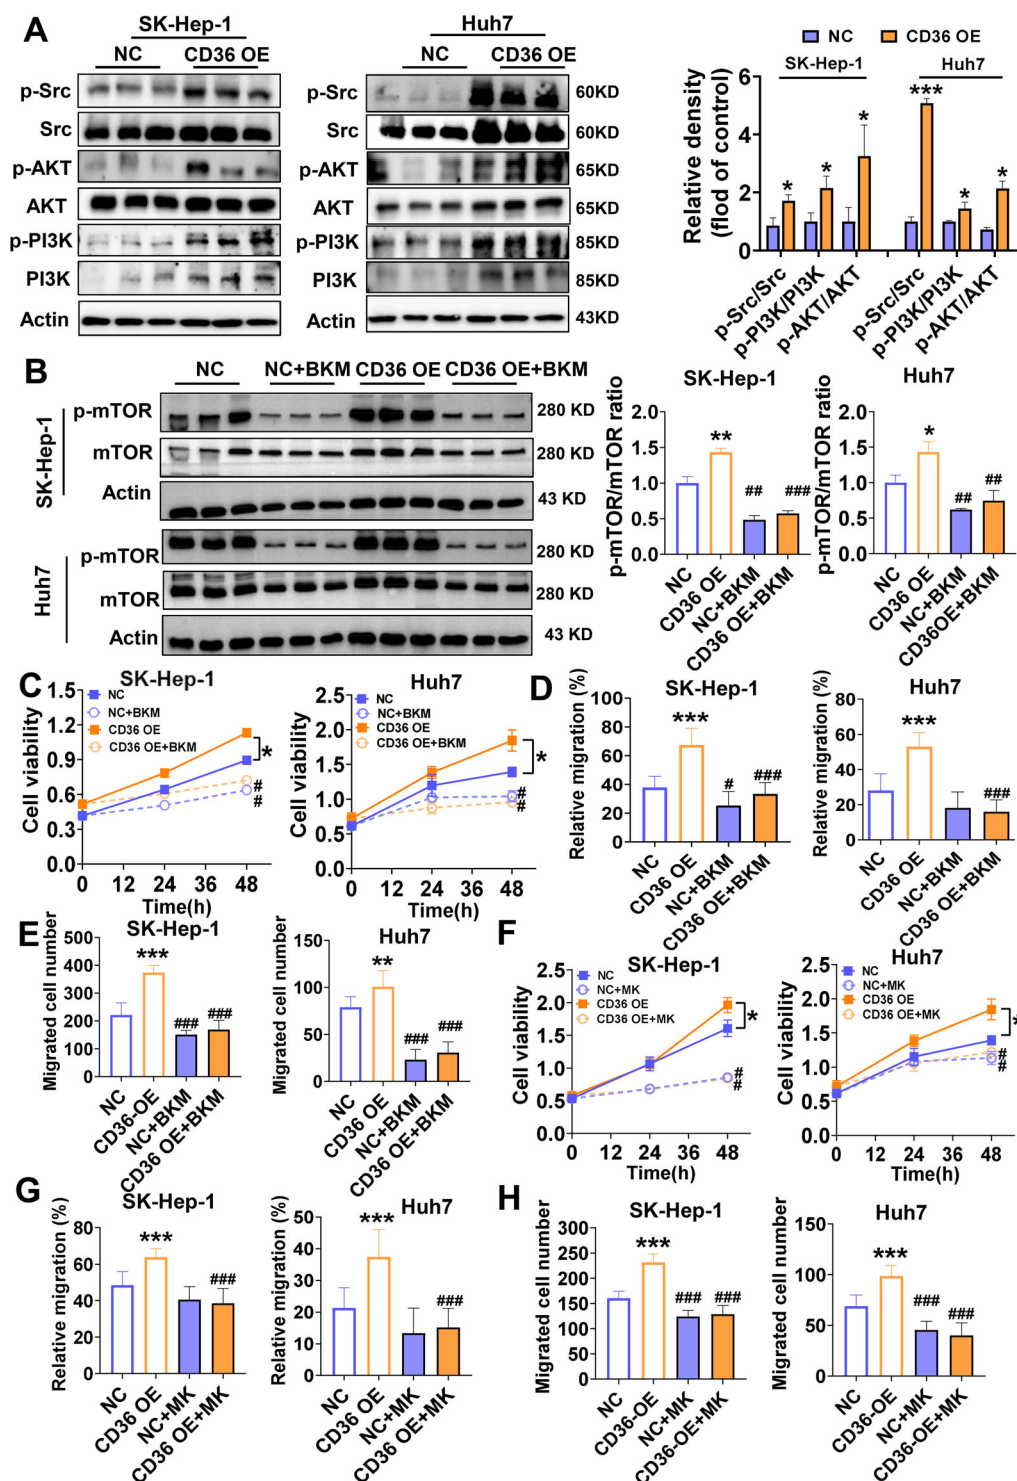 A
SK-Hep-1
NC
CD36 OE
p-Src
Src
p-AKT
AKT
p-PI3K
PI3K
Actin
Huh7
NC
CD36 OE
p-Src
60KD
Src
60KD
p-AKT
65KD
AKT
65KD
p-PI3K
85KD
PI3K
85KD
Actin
43KD
NC
CD36 OE
SK-Hep-1
Huh7
Relative density
(flod of control)
6
4
2
0
*
*
*
***
*
*
p-Src/Src
p-PI3K/PI3K
p-AKT/AKT
p-Src/Src
p-PI3K/PI3K
p-AKT/AKT
B
NC
NC+BKM
CD36 OE
CD36 OE+BKM
SK-Hep-1
p-mTOR
280 KD
mTOR
280 KD
Actin
43 KD
Huh7
p-mTOR
280 KD
mTOR
280 KD
Actin
43 KD
SK-Hep-1
p-mTOR/mTOR ratio
2.0
1.5
1.0
0.5
0.0
**
##
###
NC
CD36 OE
NC+BKM
CD36 OE+BKM
Huh7
p-mTOR/mTOR ratio
2.0
1.5
1.0
0.5
0.0
*
##
##
NC
CD36 OE
NC+BKM
CD36OE+BKM
C
SK-Hep-1
Cell viability
1.5
1.2
0.9
0.6
0.3
0.0
NC
NC+BKM
CD36 OE
CD36 OE+BKM
*
#
#
0 12 24 36 48
Time(h)
Huh7
Cell viability
2.5
2.0
1.5
1.0
0.5
0.0
NC
NC+BKM
CD36 OE
CD36 OE+BKM
*
#
#
0 12 24 36 48
Time(h)
D
SK-Hep-1
Relative migration (%)
100
80
60
40
20
0
***
#
###
NC
CD36 OE
NC+BKM
CD36 OE+BKM
Huh7
Relative migration (%)
80
60
40
20
0
***
###
NC
CD36 OE
NC+BKM
CD36 OE+BKM
E
SK-Hep-1
Migrated cell number
500
400
300
200
100
0
***
###
###
NC
CD36-OE
NC+BKM
CD36 OE+BKM
Huh7
Migrated cell number
150
100
50
0
**
###
###
NC
CD36 OE
NC+BKM
CD36 OE+BKM
F
SK-Hep-1
Cell viability
2.5
2.0
1.5
1.0
0.5
0.0
NC
NC+MK
CD36 OE
CD36 OE+MK
*
#
#
0 12 24 36 48
Time(h)
Huh7
Cell viability
2.5
2.0
1.5
1.0
0.5
0.0
NC
NC+MK
CD36 OE
CD36 OE+MK
*
#
#
0 12 24 36 48
Time(h)
G
SK-Hep-1
Relative migration (%)
80
60
40
20
0
***
###
NC
CD36 OE
NC+MK
CD36 OE+MK
Huh7
Relative migration (%)
50
40
30
20
10
0
***
###
NC
CD36 OE
NC+MK
CD36 OE+MK
H
SK-Hep-1
Migrated cell number
300
250
200
150
100
50
0
***
###
###
NC
CD36-OE
NC+MK
CD36-OE+MK
Huh7
Migrated cell number
150
100
50
0
***
###
###
NC
CD36-OE
NC+MK
CD36-OE+MK